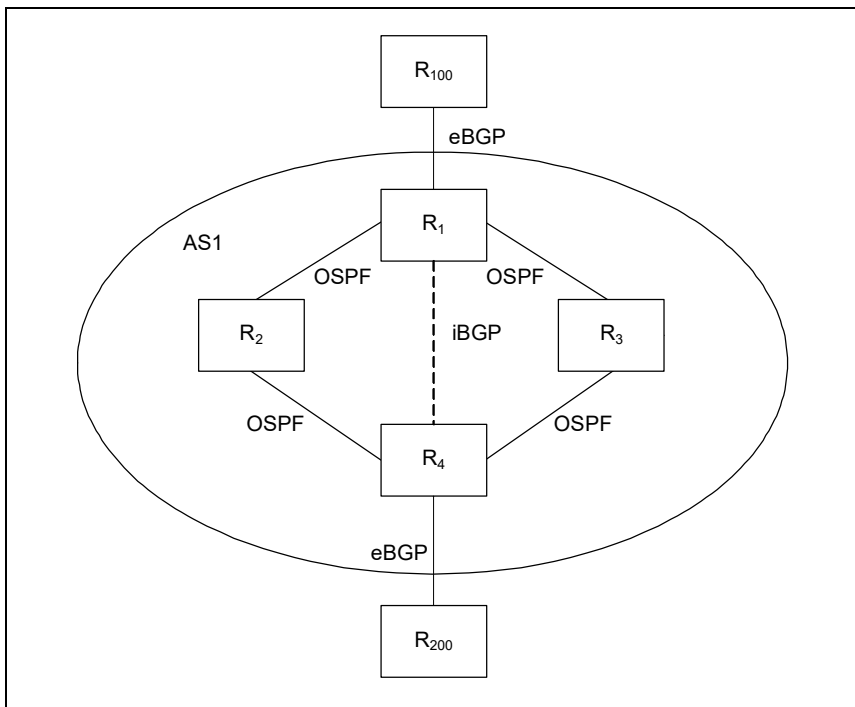 R₁₀₀
eBGP
R₁
AS1
OSPF OSPF
R₂ iBGP R₃
OSPF OSPF
R₄
eBGP
R₂₀₀